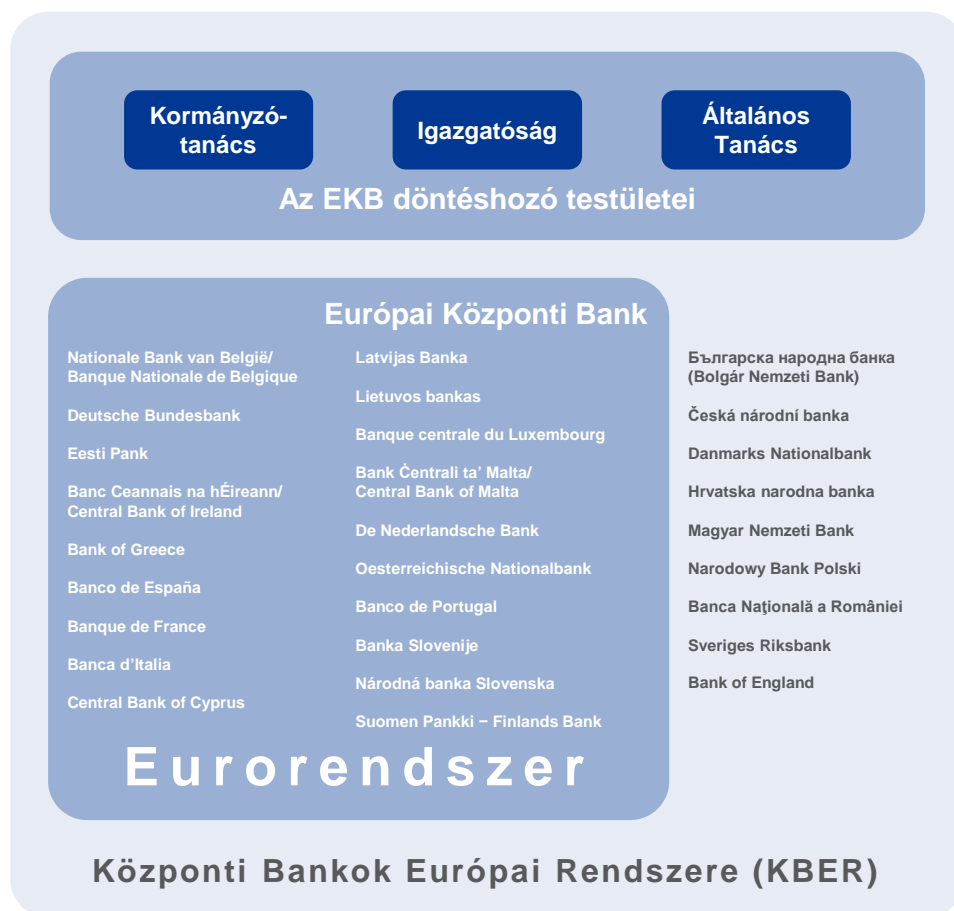 Kormányzó-
tanács
Igazgatóság
Általános
Tanács
Az EKB döntéshozó testületei
Európai Központi Bank
Nationale Bank van België/
Banque Nationale de Belgique
Deutsche Bundesbank
Eesti Pank
Banc Ceannais na hÉireann/
Central Bank of Ireland
Bank of Greece
Banco de España
Banque de France
Banca d’Italia
Central Bank of Cyprus
Latvijas Banka
Lietuvos bankas
Banque centrale du Luxembourg
Bank Ċentrali ta’ Malta/
Central Bank of Malta
De Nederlandsche Bank
Oesterreichische Nationalbank
Banco de Portugal
Banka Slovenije
Národná banka Slovenska
Suomen Pankki − Finlands Bank
Eurorendszer
Българска народна банка
(Bolgár Nemzeti Bank)
Česká národní banka
Danmarks Nationalbank
Hrvatska narodna banka
Magyar Nemzeti Bank
Narodowy Bank Polski
Banca Naţională a României
Sveriges Riksbank
Bank of England
Központi Bankok Európai Rendszere (KBER)